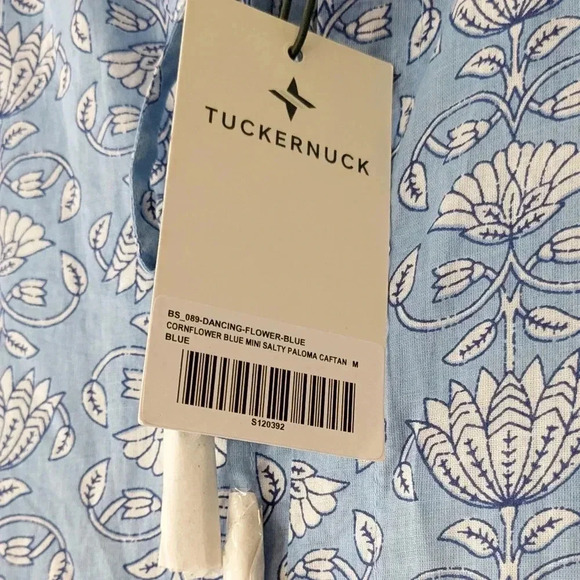 TUCKERNUCK
BS_089-DANCING-FLOWER-BLUE
CORNFLOWER BLUE MINI SALTY PALOMA CAFTAN M
BLUE
S120392